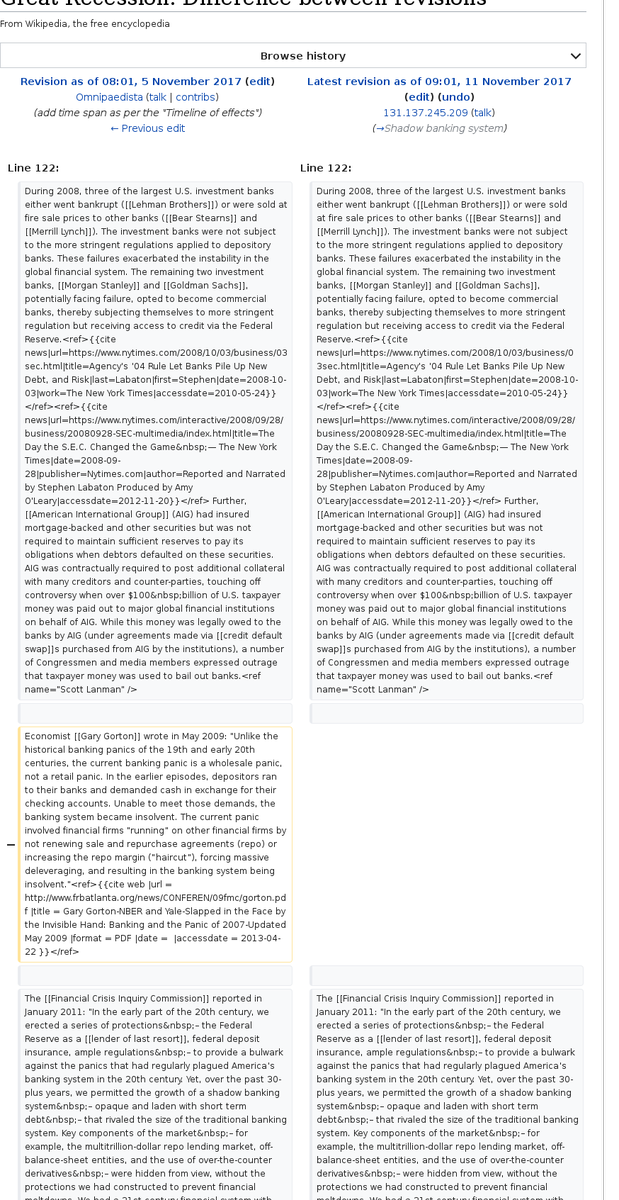 Great Recession: Difference between revisions
From Wikipedia, the free encyclopedia
Browse history
Revision as of 08:01, 5 November 2017 (edit)
Omnipaedista (talk | contribs)
(add time span as per the "Timeline of effects")
← Previous edit
Latest revision as of 09:01, 11 November 2017
(edit) (undo)
131.137.245.209 (talk)
(→Shadow banking system)
Line 122:
Line 122:
During 2008, three of the largest U.S. investment banks
either went bankrupt ([[Lehman Brothers]]) or were sold at
fire sale prices to other banks ([[Bear Stearns]] and
[[Merrill Lynch]]). The investment banks were not subject
to the more stringent regulations applied to depository
banks. These failures exacerbated the instability in the
global financial system. The remaining two investment
banks, [[Morgan Stanley]] and [[Goldman Sachs]],
potentially facing failure, opted to become commercial
banks, thereby subjecting themselves to more stringent
regulation but receiving access to credit via the Federal
Reserve.<ref>{{cite
news|url=https://www.nytimes.com/2008/10/03/business/03
sec.html|title=Agency's '04 Rule Let Banks Pile Up New
Debt, and Risk|last=Labaton|first=Stephen|date=2008-10-
03|work=The New York Times|accessdate=2010-05-24}}
</ref><ref>{{cite
news|url=https://www.nytimes.com/interactive/2008/09/28/
business/20080928-SEC-multimedia/index.html|title=The
Day the S.E.C. Changed the Game&nbsp;— The New York
Times|date=2008-09-
28|publisher=Nytimes.com|author=Reported and Narrated
by Stephen Labaton Produced by Amy
O'Leary|accessdate=2012-11-20}}</ref> Further,
[[American International Group]] (AIG) had insured
mortgage-backed and other securities but was not
required to maintain sufficient reserves to pay its
obligations when debtors defaulted on these securities.
AIG was contractually required to post additional collateral
with many creditors and counter-parties, touching off
controversy when over $100&nbsp;billion of U.S. taxpayer
money was paid out to major global financial institutions
on behalf of AIG. While this money was legally owed to the
banks by AIG (under agreements made via [[credit default
swap]]s purchased from AIG by the institutions), a number
of Congressmen and media members expressed outrage
that taxpayer money was used to bail out banks.<ref
name="Scott Lanman" />
During 2008, three of the largest U.S. investment banks
either went bankrupt ([[Lehman Brothers]]) or were sold at
fire sale prices to other banks ([[Bear Stearns]] and
[[Merrill Lynch]]). The investment banks were not subject
to the more stringent regulations applied to depository
banks. These failures exacerbated the instability in the
global financial system. The remaining two investment
banks, [[Morgan Stanley]] and [[Goldman Sachs]],
potentially facing failure, opted to become commercial
banks, thereby subjecting themselves to more stringent
regulation but receiving access to credit via the Federal
Reserve.<ref>{{cite
news|url=https://www.nytimes.com/2008/10/03/business/0
3sec.html|title=Agency's '04 Rule Let Banks Pile Up New
Debt, and Risk|last=Labaton|first=Stephen|date=2008-10-
03|work=The New York Times|accessdate=2010-05-24}}
</ref><ref>{{cite
news|url=https://www.nytimes.com/interactive/2008/09/28/
business/20080928-SEC-multimedia/index.html|title=The
Day the S.E.C. Changed the Game&nbsp;— The New York
Times|date=2008-09-
28|publisher=Nytimes.com|author=Reported and Narrated
by Stephen Labaton Produced by Amy
O'Leary|accessdate=2012-11-20}}</ref> Further,
[[American International Group]] (AIG) had insured
mortgage-backed and other securities but was not
required to maintain sufficient reserves to pay its
obligations when debtors defaulted on these securities.
AIG was contractually required to post additional collateral
with many creditors and counter-parties, touching off
controversy when over $100&nbsp;billion of U.S. taxpayer
money was paid out to major global financial institutions
on behalf of AIG. While this money was legally owed to the
banks by AIG (under agreements made via [[credit default
swap]]s purchased from AIG by the institutions), a number
of Congressmen and media members expressed outrage
that taxpayer money was used to bail out banks.<ref
name="Scott Lanman" />
−
Economist [[Gary Gorton]] wrote in May 2009: "Unlike the
historical banking panics of the 19th and early 20th
centuries, the current banking panic is a wholesale panic,
not a retail panic. In the earlier episodes, depositors ran
to their banks and demanded cash in exchange for their
checking accounts. Unable to meet those demands, the
banking system became insolvent. The current panic
involved financial firms "running" on other financial firms by
not renewing sale and repurchase agreements (repo) or
increasing the repo margin ("haircut"), forcing massive
deleveraging, and resulting in the banking system being
insolvent."<ref>{{cite web |url =
http://www.frbatlanta.org/news/CONFEREN/09fmc/gorton.pd
f |title = Gary Gorton-NBER and Yale-Slapped in the Face by
the Invisible Hand: Banking and the Panic of 2007-Updated
May 2009 |format = PDF |date =  |accessdate = 2013-04-
22 }}</ref>
The [[Financial Crisis Inquiry Commission]] reported in
January 2011: "In the early part of the 20th century, we
erected a series of protections&nbsp;– the Federal
Reserve as a [[lender of last resort]], federal deposit
insurance, ample regulations&nbsp;– to provide a bulwark
against the panics that had regularly plagued America's
banking system in the 20th century. Yet, over the past 30-
plus years, we permitted the growth of a shadow banking
system&nbsp;– opaque and laden with short term
debt&nbsp;– that rivaled the size of the traditional banking
system. Key components of the market&nbsp;– for
example, the multitrillion-dollar repo lending market, off-
balance-sheet entities, and the use of over-the-counter
derivatives&nbsp;– were hidden from view, without the
protections we had constructed to prevent financial
meltdowns. We had a 21st-century financial system with
The [[Financial Crisis Inquiry Commission]] reported in
January 2011: "In the early part of the 20th century, we
erected a series of protections&nbsp;– the Federal
Reserve as a [[lender of last resort]], federal deposit
insurance, ample regulations&nbsp;– to provide a bulwark
against the panics that had regularly plagued America's
banking system in the 20th century. Yet, over the past 30-
plus years, we permitted the growth of a shadow banking
system&nbsp;– opaque and laden with short term
debt&nbsp;– that rivaled the size of the traditional banking
system. Key components of the market&nbsp;– for
example, the multitrillion-dollar repo lending market, off-
balance-sheet entities, and the use of over-the-counter
derivatives&nbsp;– were hidden from view, without the
protections we had constructed to prevent financial
meltdowns. We had a 21st-century financial system with